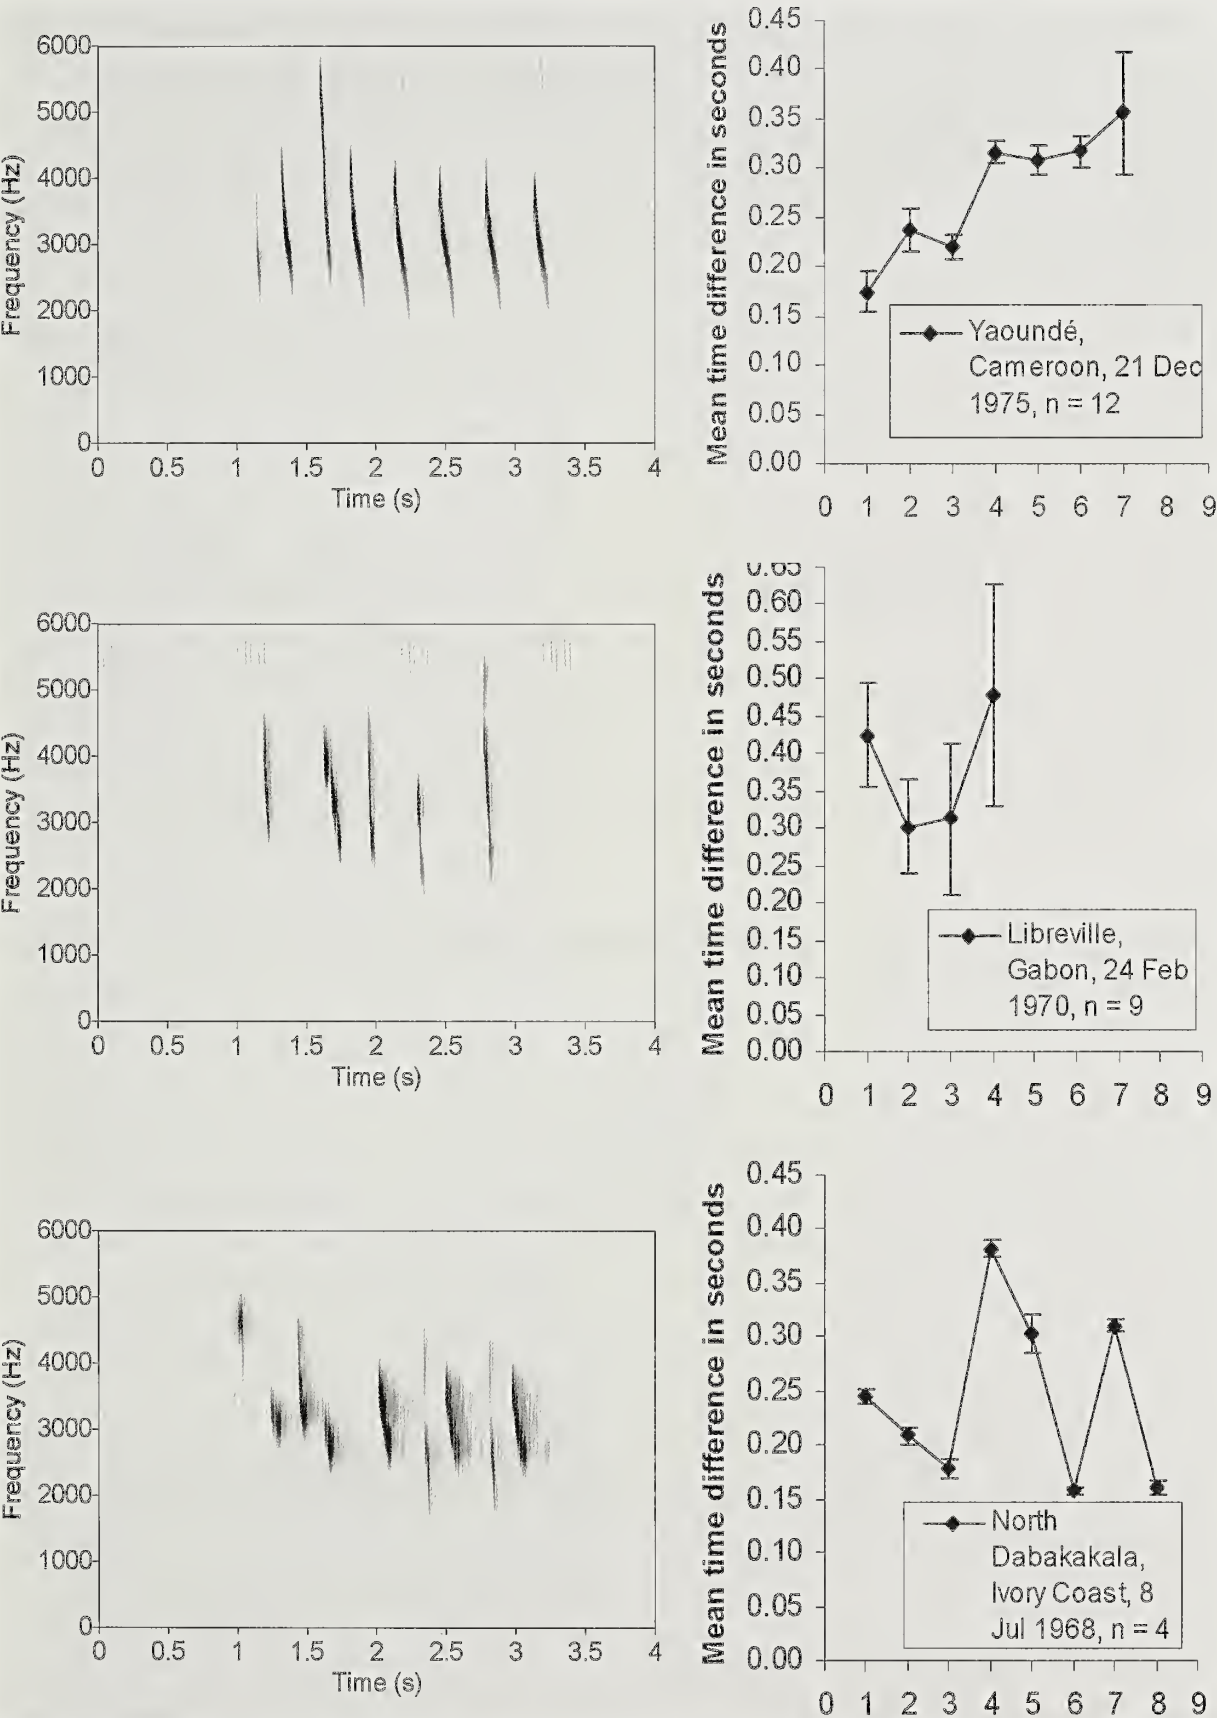 6000
5000
4000
3000
2000
1000
0
Frequency (Hz)
0 0.5 1 1.5 2 2.5 3 3.5 4
Time (s)
Mean time difference in seconds
0.45
0.40
0.35
0.30
0.25
0.20
0.15
0.10
0.05
0.00
0 1 2 3 4 5 6 7 8 9
Yaoundé,
Cameroon, 21 Dec
1975, n = 12
6000
5000
4000
3000
2000
1000
0
Frequency (Hz)
0 0.5 1 1.5 2 2.5 3 3.5 4
Time (s)
Mean time difference in seconds
0.65
0.60
0.55
0.50
0.45
0.40
0.35
0.30
0.25
0.20
0.15
0.10
0.05
0.00
0 1 2 3 4 5 6 7 8 9
Libreville,
Gabon, 24 Feb
1970, n = 9
6000
5000
4000
3000
2000
1000
0
Frequency (Hz)
0 0.5 1 1.5 2 2.5 3 3.5 4
Time (s)
Mean time difference in seconds
0.45
0.40
0.35
0.30
0.25
0.20
0.15
0.10
0.05
0.00
0 1 2 3 4 5 6 7 8 9
North
Dabakakala,
Ivory Coast, 8
Jul 1968, n = 4